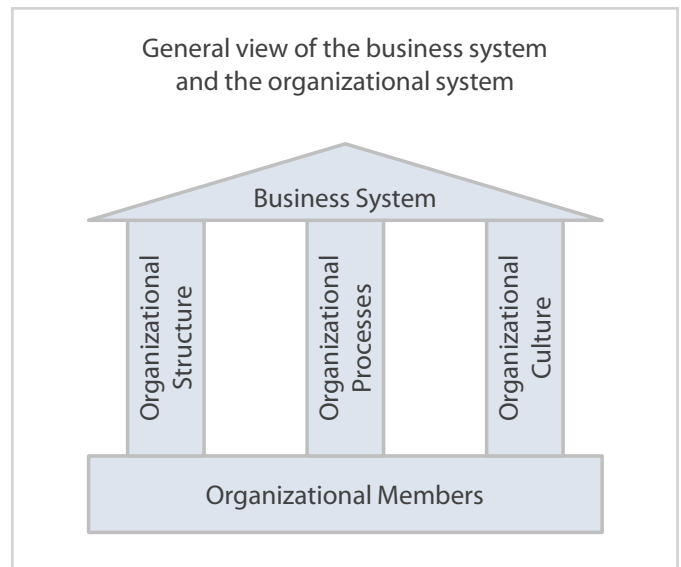 General view of the business system
and the organizational system
Business System
Organizational
Structure
Organizational
Processes
Organizational
Culture
Organizational Members